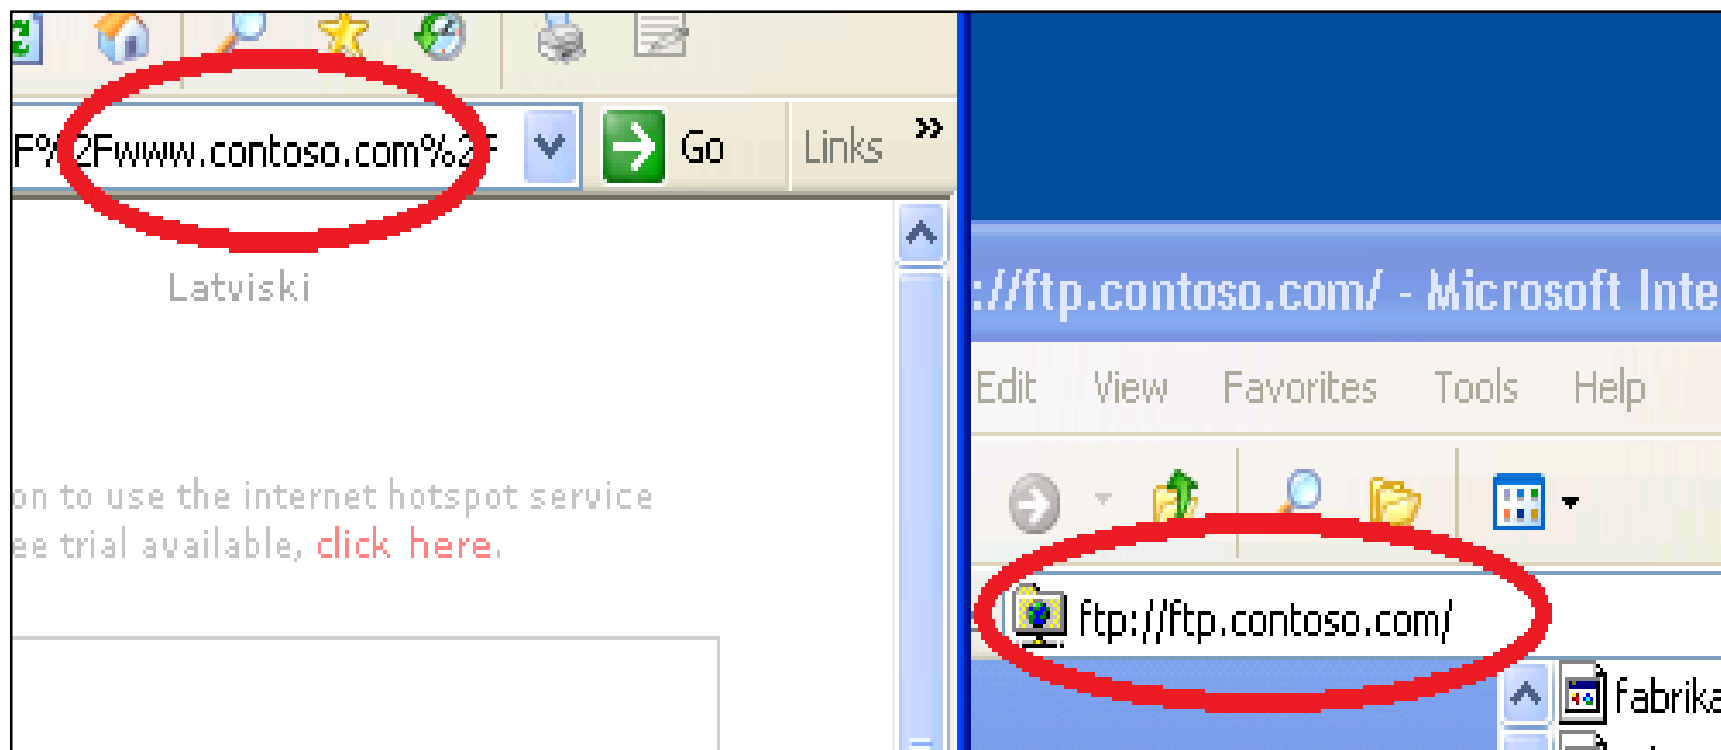 F%2Fwww.contoso.com%2F
Go
Links
Latviski
on to use the internet hotspot service
ee trial available, click here.
://ftp.contoso.com/ - Microsoft Inte
Edit View Favorites Tools Help
ftp://ftp.contoso.com/
fabrika